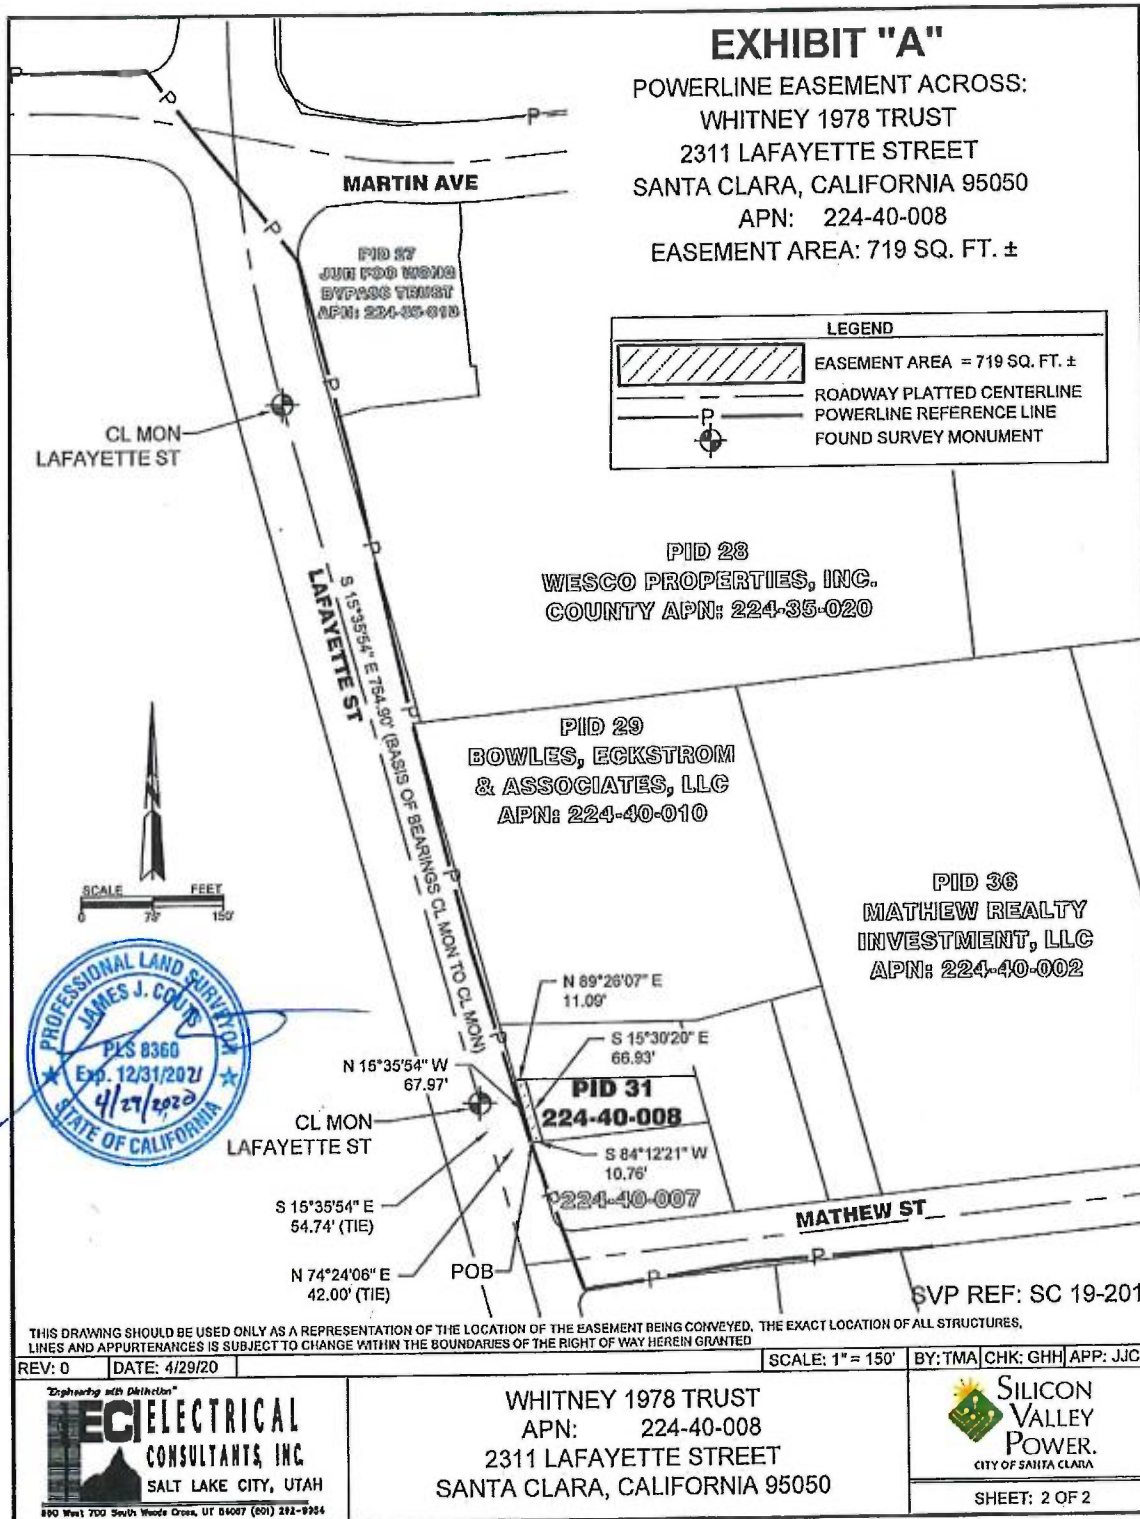 EXHIBIT "A"
POWERLINE EASEMENT ACROSS:
WHITNEY 1978 TRUST
2311 LAFAYETTE STREET
SANTA CLARA, CALIFORNIA 95050
APN: 224-40-008
EASEMENT AREA: 719 SQ. FT. ±
LEGEND
EASEMENT AREA = 719 SQ. FT. ±
ROADWAY PLATTED CENTERLINE
P
POWERLINE REFERENCE LINE
FOUND SURVEY MONUMENT
P
P
P
P
MARTIN AVE
PID 27
JUN FOO WONG
BYPASS TRUST
P
CL MON
LAFAYETTE ST
P
PID 28
WESCO PROPERTIES, INC.
COUNTY APN: 224-35-020
LAFAYETTE ST
S 15°35'54" E 754.90' (BASIS OF BEARINGS CL MON TO CL MON)
P
PID 29
BOWLES, ECKSTROM
& ASSOCIATES, LLC
APN: 224-40-010
P
N
SCALE FEET
0 75' 150'
PID 36
MATHEW REALTY
INVESTMENT, LLC
APN: 224-40-002
PROFESSIONAL LAND SURVEYOR
JAMES J. COUTS
PLS 8360
Exp. 12/31/2021
4/29/2020
STATE OF CALIFORNIA
N 89°26'07" E
11.09'
P
S 15°30'20" E
66.93'
N 15°35'54" W
67.97'
PID 31
224-40-008
CL MON
LAFAYETTE ST
S 84°12'21" W
10.76'
P
224-40-007
S 15°35'54" E
54.74' (TIE)
MATHEW ST
N 74°24'06" E
42.00' (TIE)
POB
P
P
SVP REF: SC 19-201
THIS DRAWING SHOULD BE USED ONLY AS A REPRESENTATION OF THE LOCATION OF THE EASEMENT BEING CONVEYED. THE EXACT LOCATION OF ALL STRUCTURES,
LINES AND APPURTENANCES IS SUBJECT TO CHANGE WITHIN THE BOUNDARIES OF THE RIGHT OF WAY HEREIN GRANTED
REV: 0 DATE: 4/29/20 SCALE: 1" = 150' BY: TMA CHK: GHH APP: JJC
"Engineering with Distinction"
ECI ELECTRICAL
CONSULTANTS, INC.
SALT LAKE CITY, UTAH
660 West 700 South Woods Cross, UT 84087 (801) 292-9954
WHITNEY 1978 TRUST
APN: 224-40-008
2311 LAFAYETTE STREET
SANTA CLARA, CALIFORNIA 95050
SILICON
VALLEY
POWER.
CITY OF SANTA CLARA
SHEET: 2 OF 2